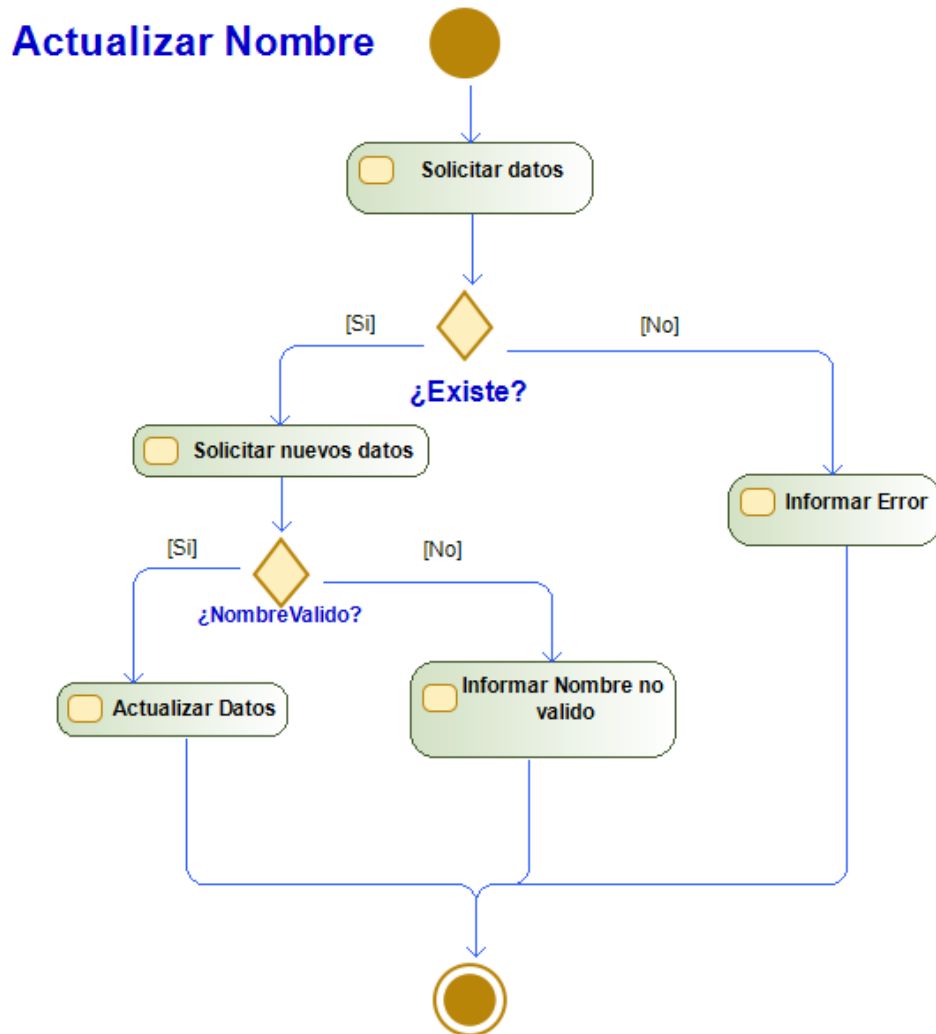 Actualizar Nombre
Solicitar datos
[Si]
[No]
¿Existe?
Solicitar nuevos datos
Informar Error
[Si]
[No]
¿NombreValido?
Informar Nombre no
valido
Actualizar Datos